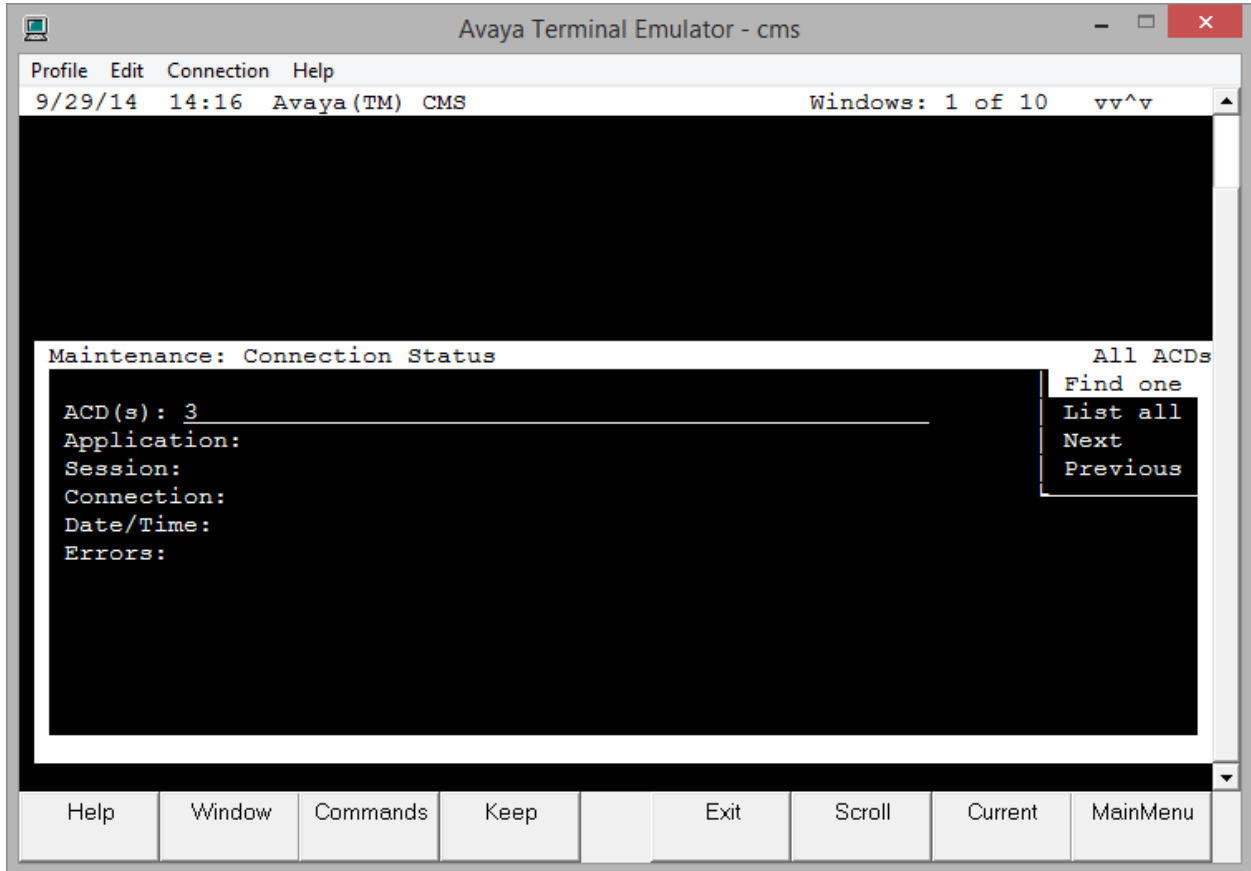 Avaya Terminal Emulator - cms
Profile Edit Connection Help
9/29/14 14:16 Avaya(TM) CMS Windows: 1 of 10 vv^v
Maintenance: Connection Status All ACDs
Find one
ACD(s): 3 List all
Application: Next
Session: Previous
Connection:
Date/Time:
Errors:
Help Window Commands Keep Exit Scroll Current MainMenu